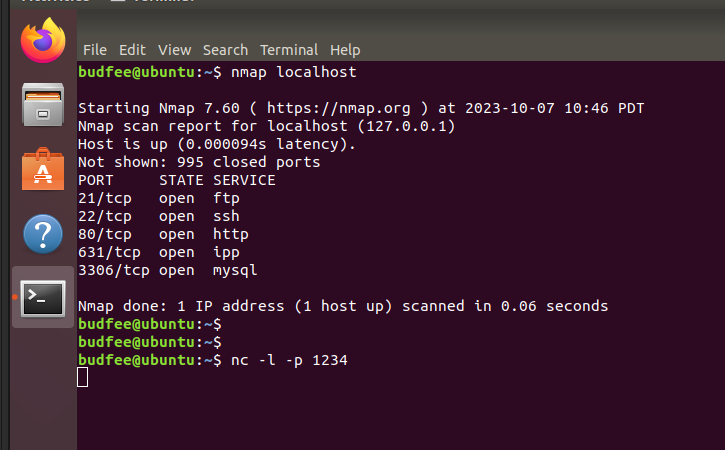 File Edit View Search Terminal Help
budfee@ubuntu:~$ nmap localhost
Starting Nmap 7.60 ( https://nmap.org ) at 2023-10-07 10:46 PDT
Nmap scan report for localhost (127.0.0.1)
Host is up (0.000094s latency).
Not shown: 995 closed ports
PORT     STATE SERVICE
21/tcp   open  ftp
22/tcp   open  ssh
80/tcp   open  http
631/tcp  open  ipp
3306/tcp open  mysql
Nmap done: 1 IP address (1 host up) scanned in 0.06 seconds
budfee@ubuntu:~$
budfee@ubuntu:~$
budfee@ubuntu:~$ nc -l -p 1234